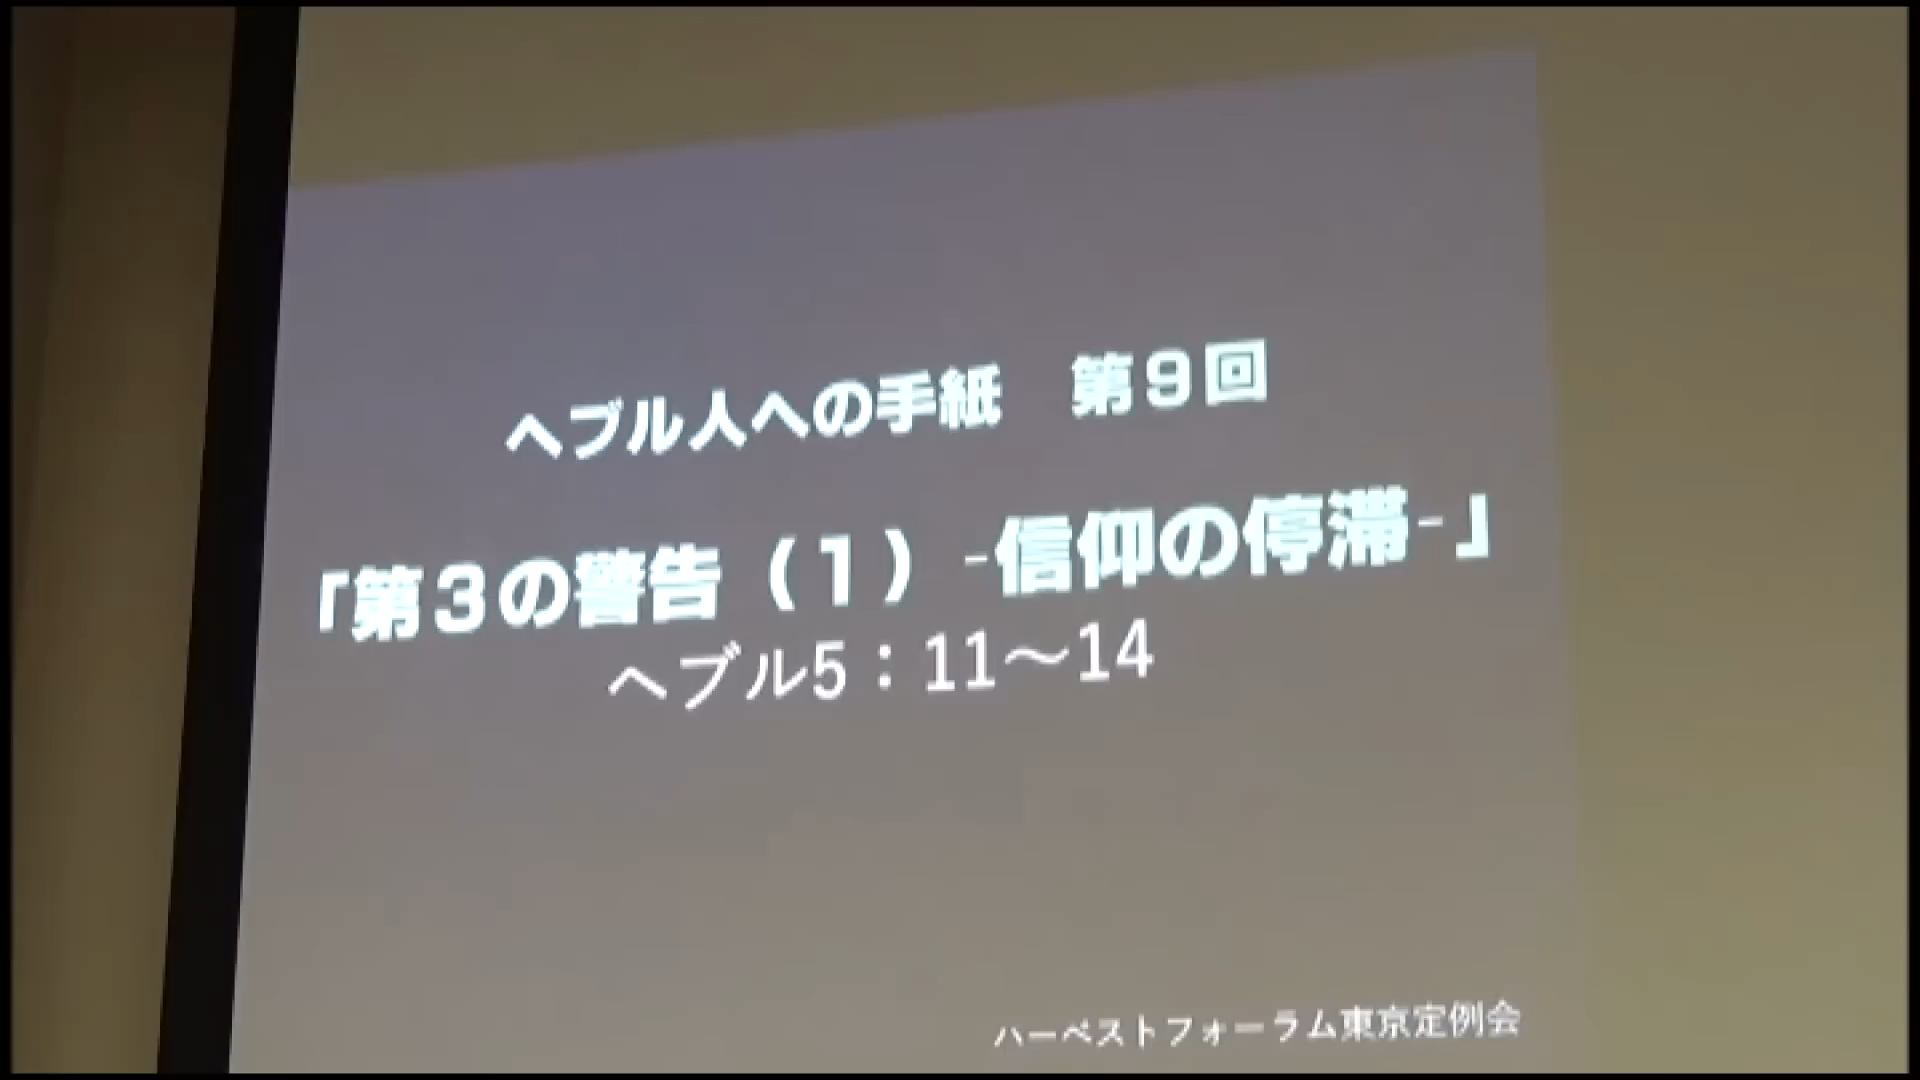 ヘブル人への手紙　第９回
「第３の警告（１）-信仰の停滞-」
ヘブル5：11～14
ハーベストフォーラム東京定例会